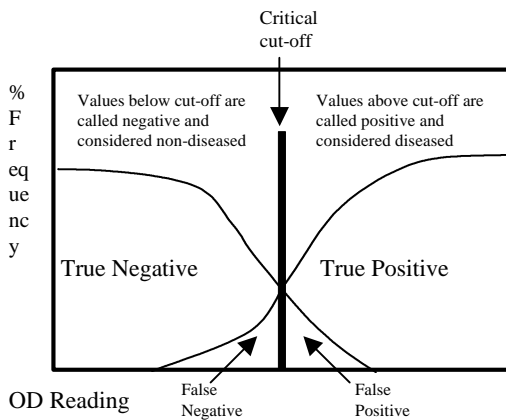 Critical
cut-off
%
F
r
eq
ue
nc
y
Values below cut-off are
called negative and
considered non-diseased
Values above cut-off are
called positive and
considered diseased
True Negative
True Positive
OD Reading
False
Negative
False
Positive